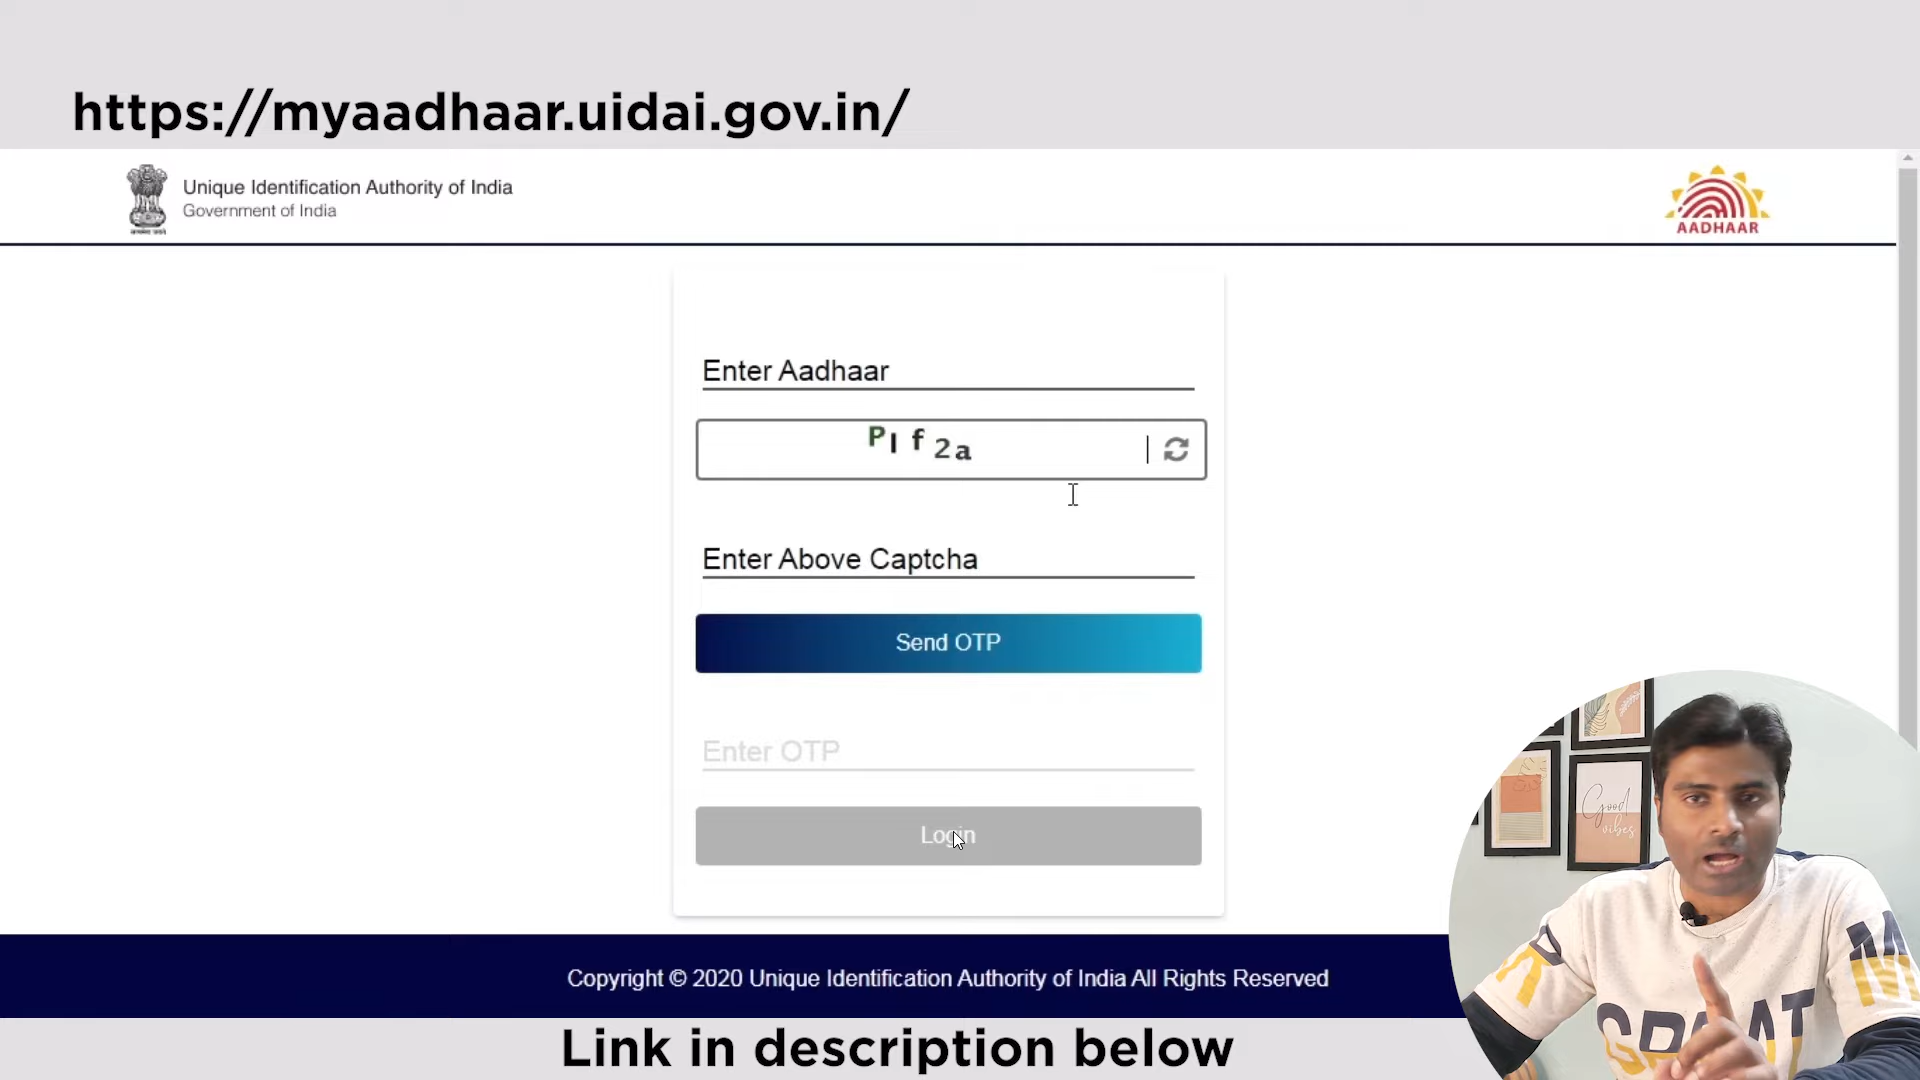 https://myaadhaar.uidai.gov.in/
Unique Identification Authority of India
Government of India
AADHAAR
Enter Aadhaar
Enter Above Captcha
Send OTP
Enter OTP
Login
Good
vibes
Copyright © 2020 Unique Identification Authority of India All Rights Reserved
Link in description below